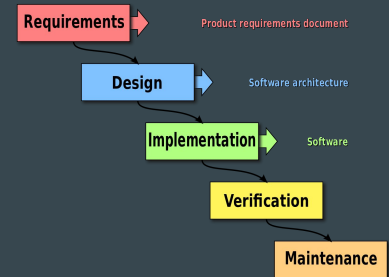 Requirements
Product requirements document
Design
Software architecture
Implementation
Software
Verification
Maintenance